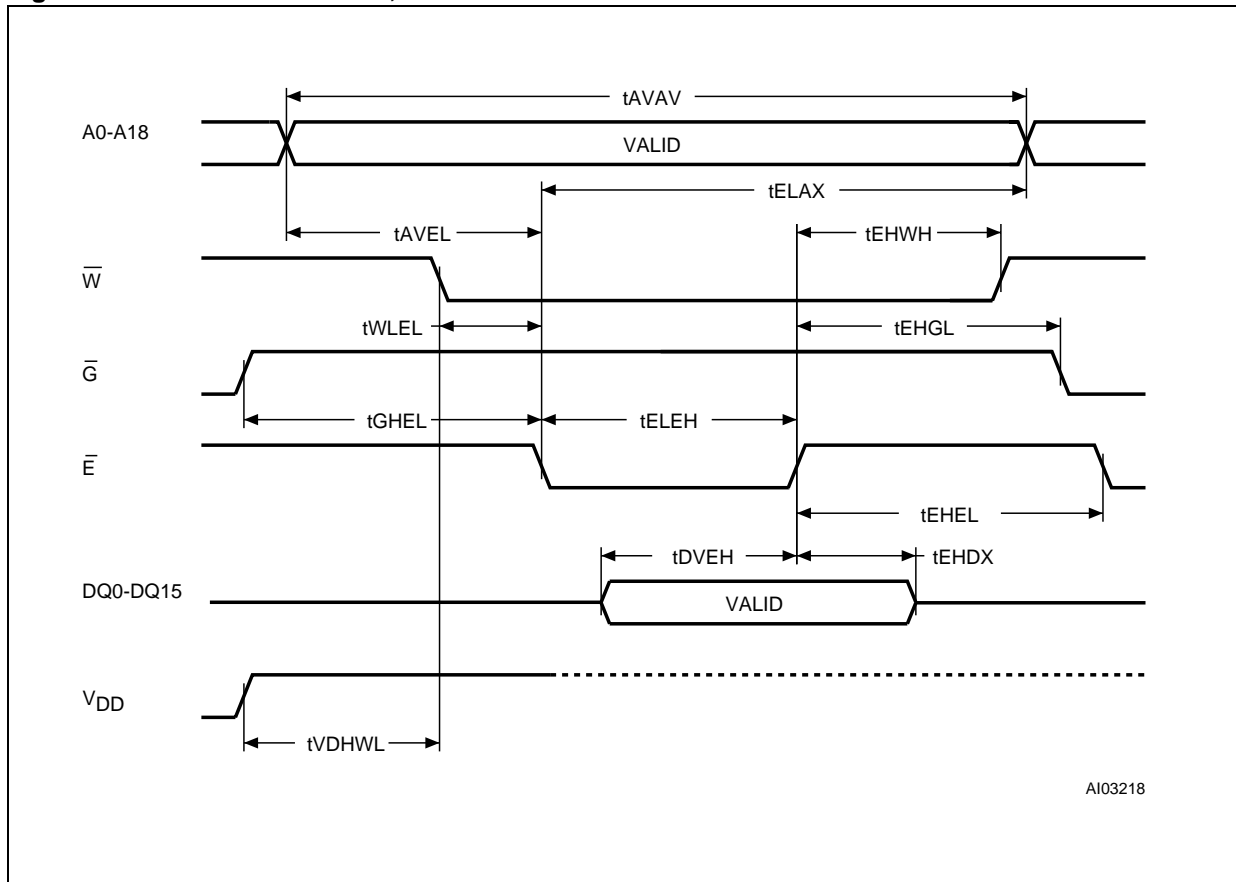 tAVAV
A0-A18
VALID
tELAX
tAVEL
tEHWH
W̅
tWLEL
tEHGL
G̅
tGHEL
tELEH
E̅
tEHEL
tDVEH
tEHDX
DQ0-DQ15
VALID
VDD
tVDHWL
AI03218